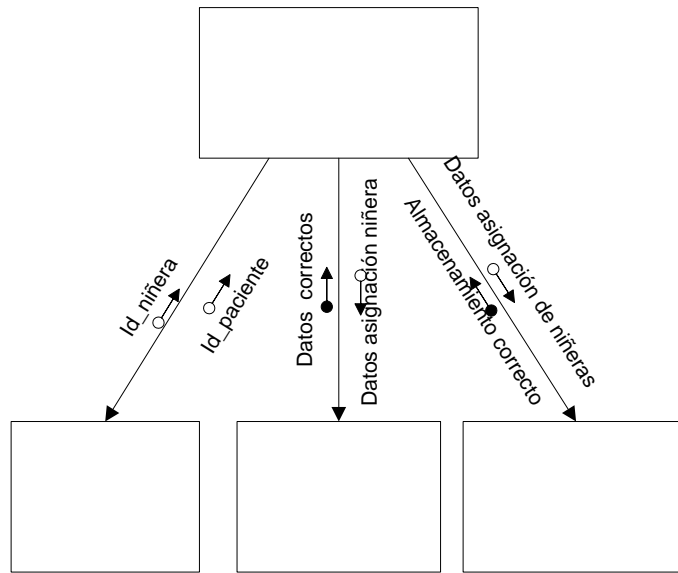 Id_niñera
Id_paciente
Datos correctos
Datos asignación niñera
Almacenamiento correcto
Datos asignación de niñeras